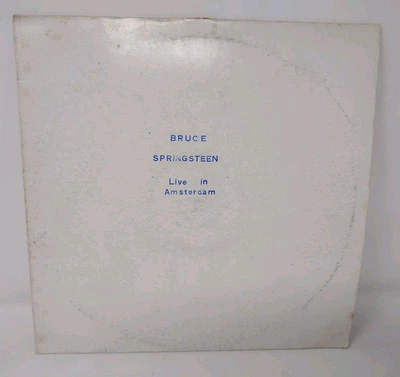 BRUCE
SPRINGSTEEN
Live in
Amsterdam